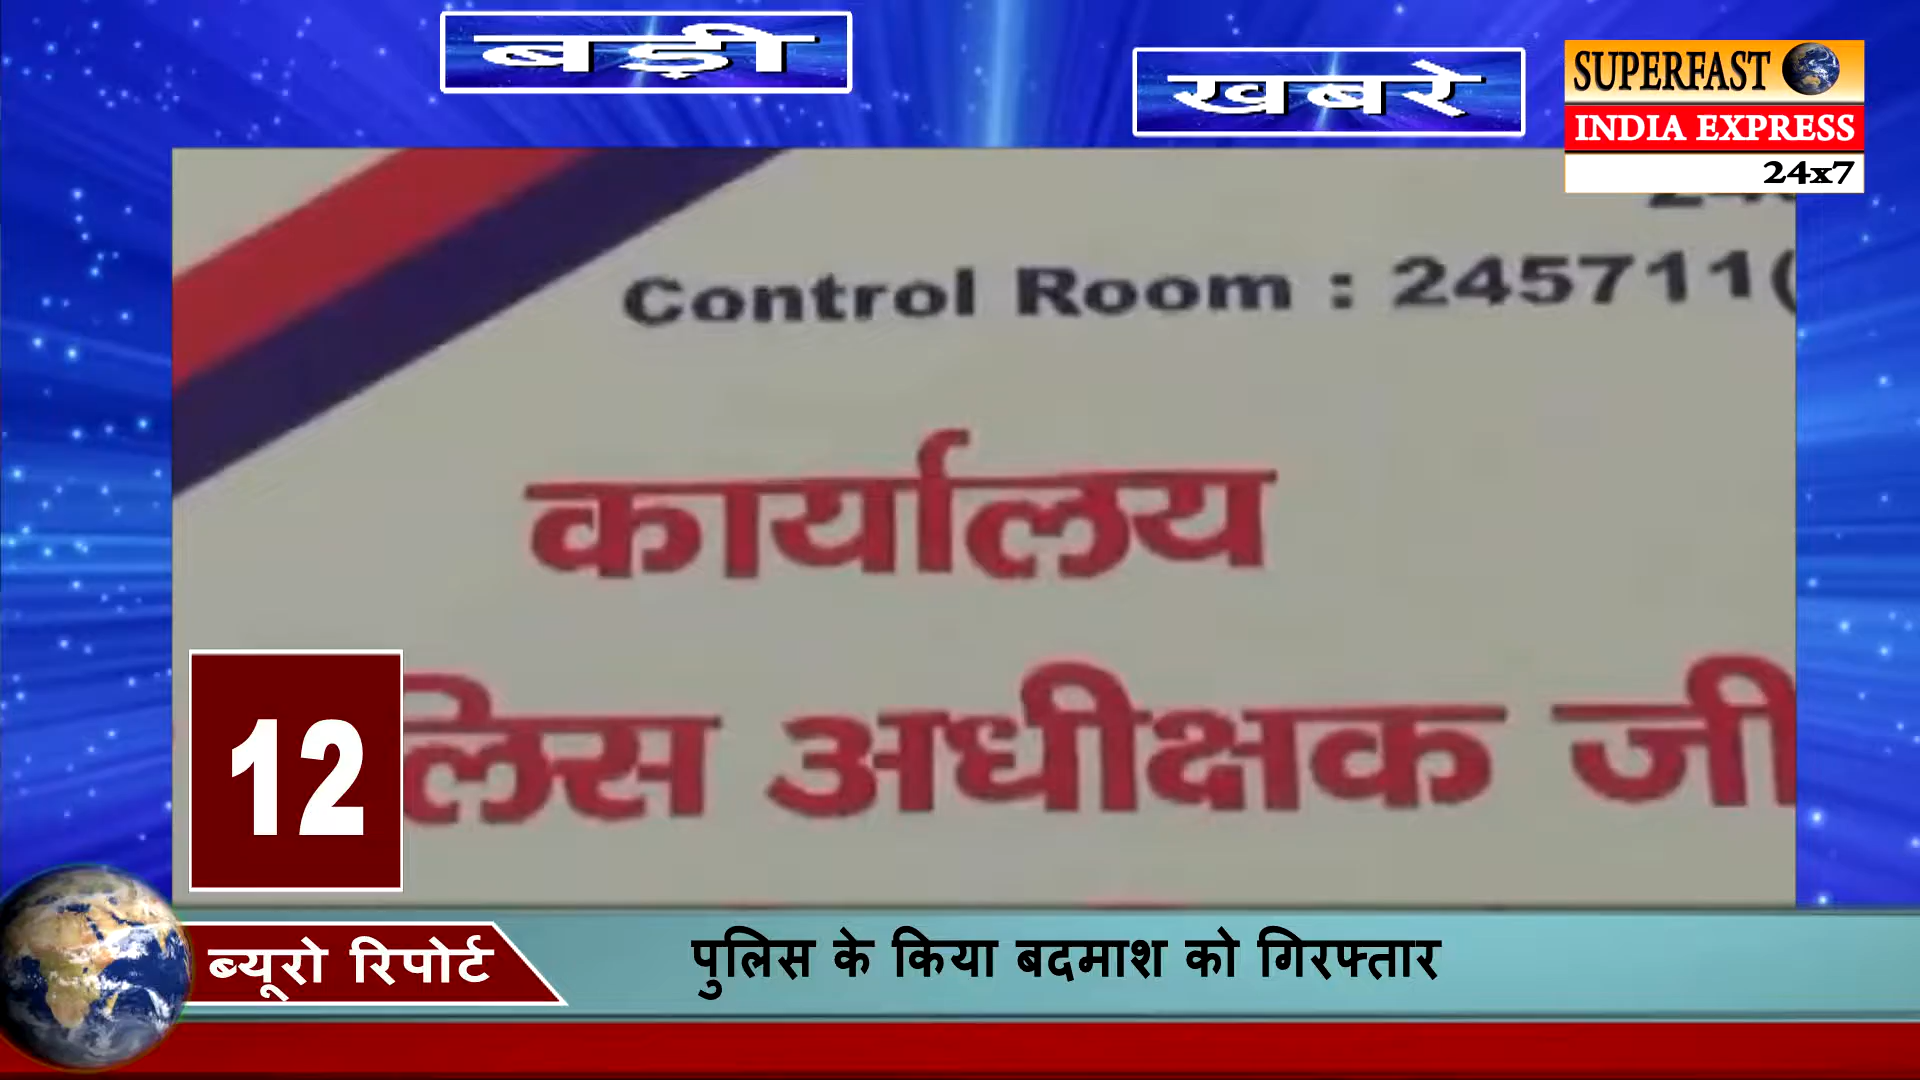 बड़ी
खबरे
SUPERFAST
INDIA EXPRESS
24x7
Control Room : 245711(
कार्यालय
लिस अधीक्षक जी
12
ब्यूरो रिपोर्ट
पुलिस के किया बदमाश को गिरफ्तार